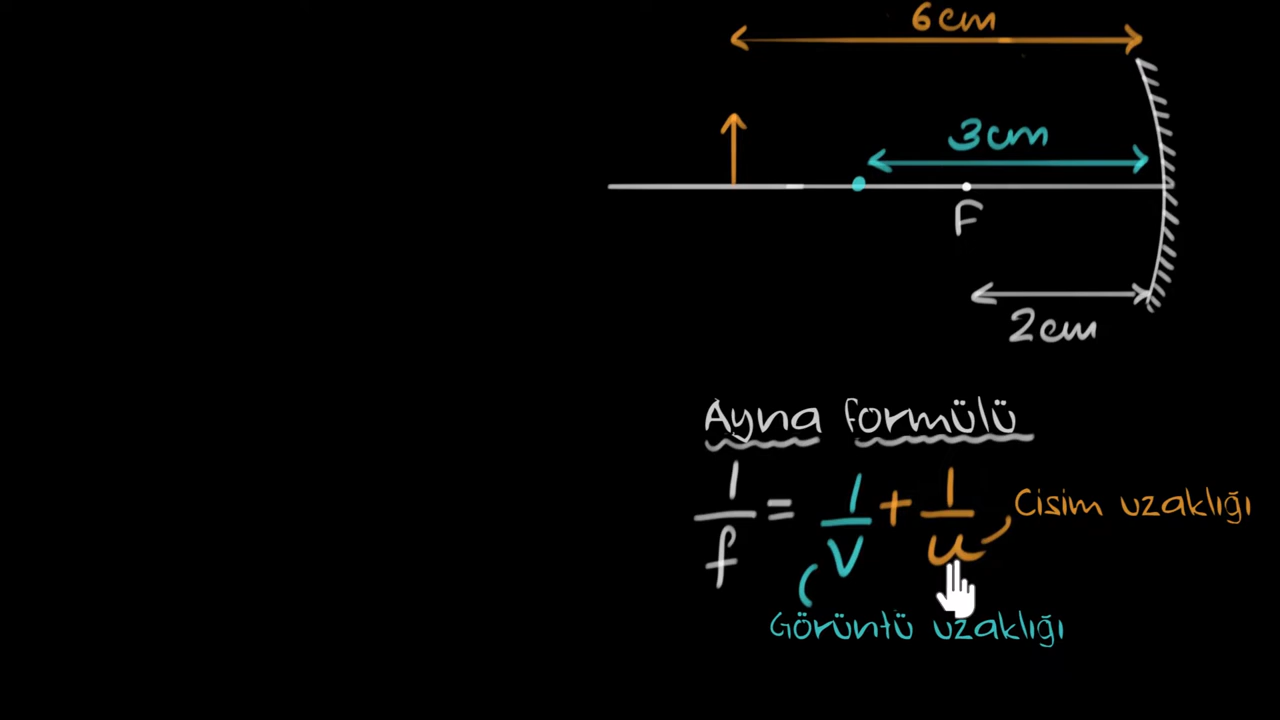 6cm
3cm
F
2cm
Ayna formülü
1/f = 1/v + 1/u
Cisim uzaklığı
Görüntü uzaklığı